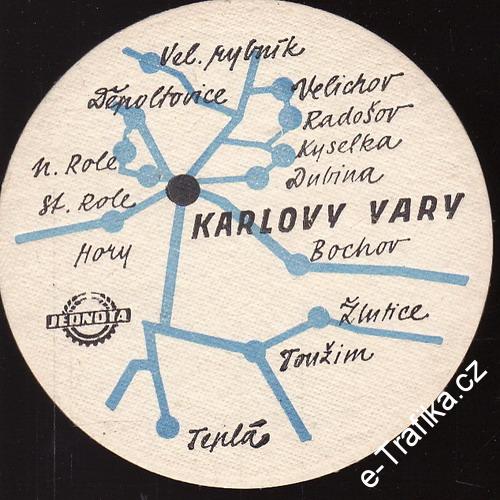 Vel. rybník
Děpoltovice
Velichov
Radošov
Kyselka
N. Role
Dubina
St. Role
KARLOVY VARY
Hory
Bochov
JEDNOTA
Žlutice
Toužim
Teplá
e-Trafika.cz